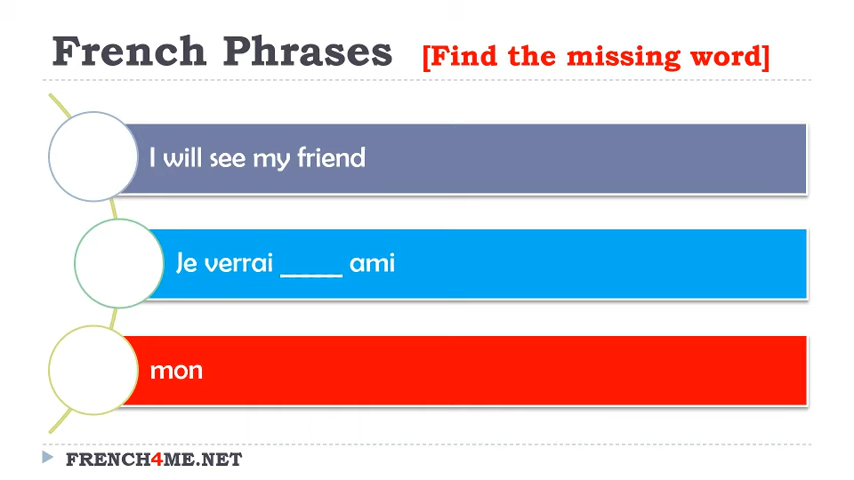 French Phrases [Find the missing word]
I will see my friend
Je verrai _____ ami
mon
FRENCH4ME.NET